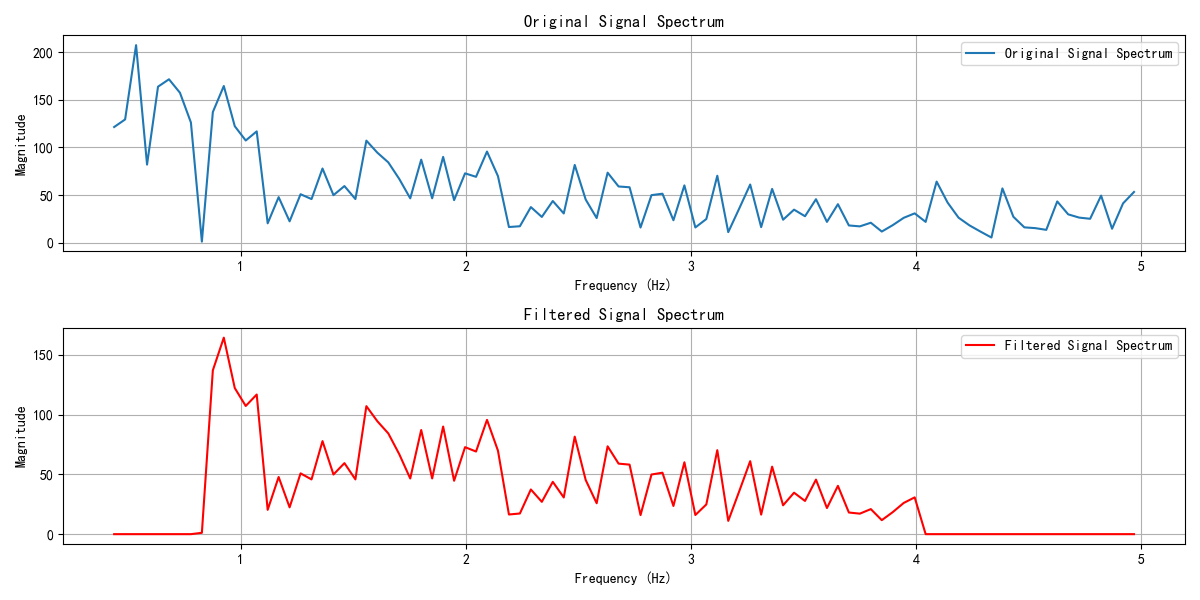 Original Signal Spectrum
200
150
100
50
0
Magnitude
Original Signal Spectrum
1 2 3 4 5
Frequency (Hz)
Filtered Signal Spectrum
150
100
50
0
Magnitude
Filtered Signal Spectrum
1 2 3 4 5
Frequency (Hz)